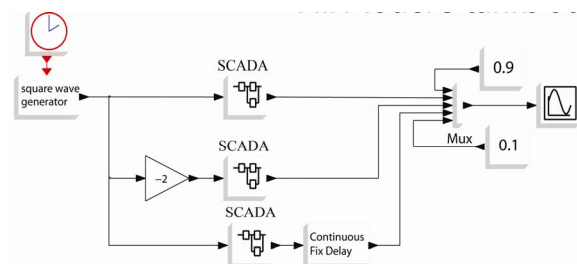 SCADA
0.9
square wave
generator
Mux
0.1
SCADA
−2
SCADA
Continuous
Fix Delay